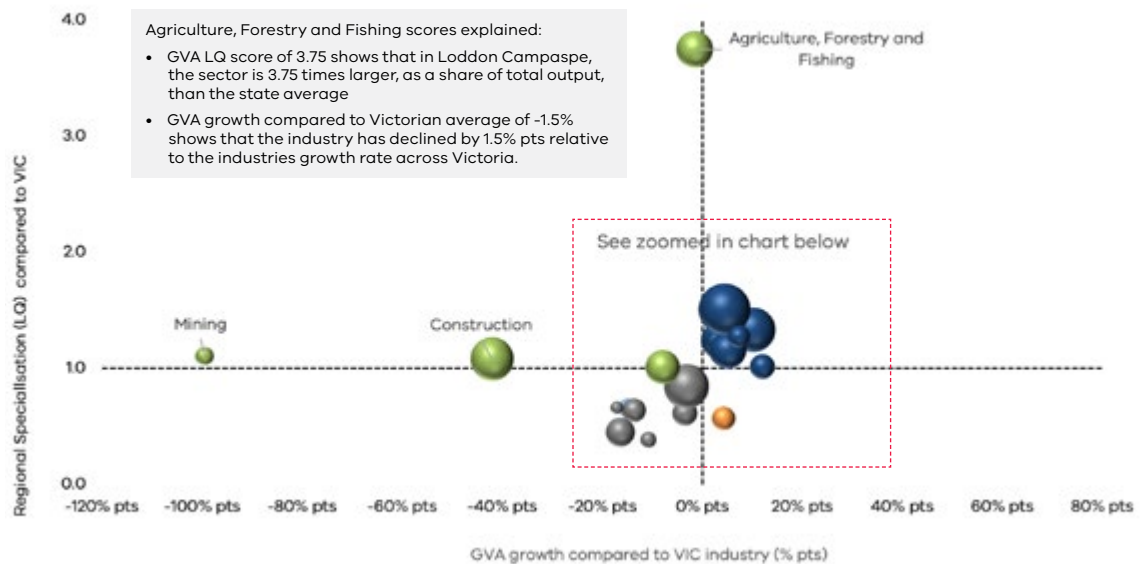 4.0
Agriculture, Forestry and Fishing scores explained:
• GVA LQ score of 3.75 shows that in Loddon Campaspe,
the sector is 3.75 times larger, as a share of total output,
than the state average
• GVA growth compared to Victorian average of -1.5%
shows that the industry has declined by 1.5% pts relative
to the industries growth rate across Victoria.
Agriculture, Forestry and
Fishing
3.0
2.0
See zoomed in chart below
Mining
Construction
1.0
0.0
Regional Speciallisation (LQ) compared to VIC
-120% pts -100% pts -80% pts -60% pts -40% pts -20% pts 0% pts 20% pts 40% pts 60% pts 80% pts
GVA growth compared to VIC industry (% pts)